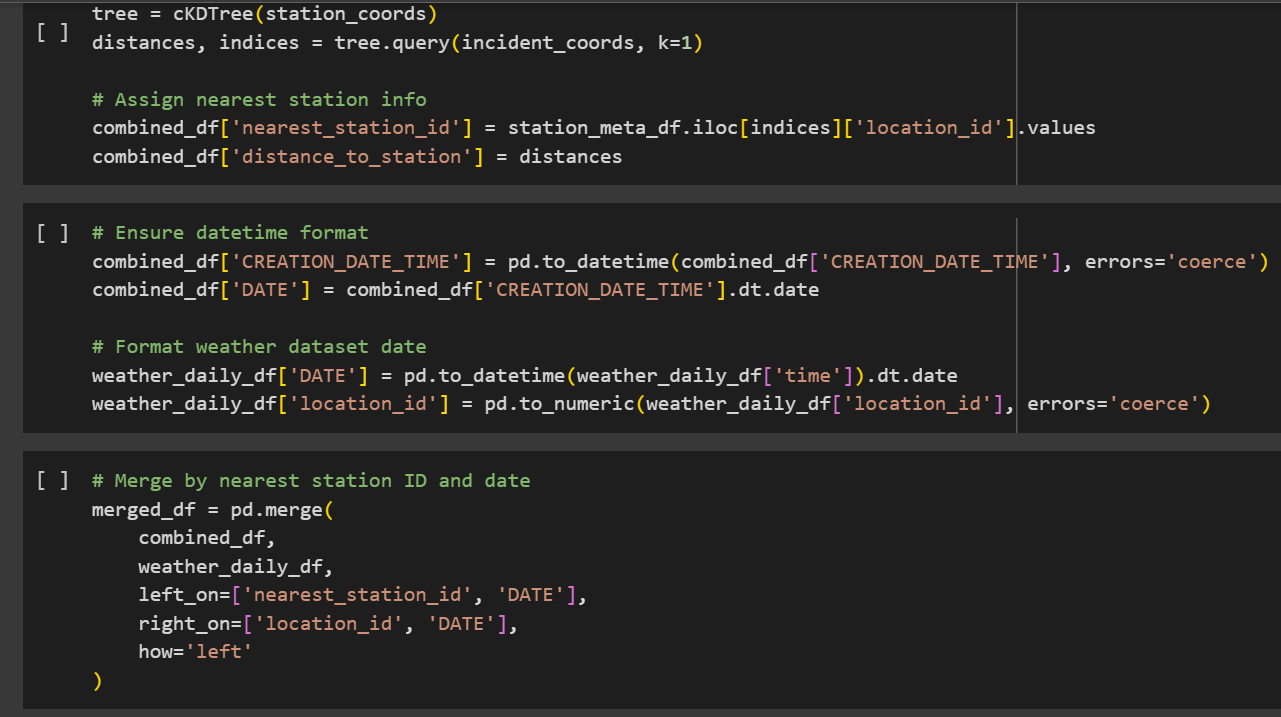 tree = cKDTree(station_coords)
[ ]
distances, indices = tree.query(incident_coords, k=1)
# Assign nearest station info
combined_df['nearest_station_id'] = station_meta_df.iloc[indices]['location_id'].values
combined_df['distance_to_station'] = distances
[ ] # Ensure datetime format
combined_df['CREATION_DATE_TIME'] = pd.to_datetime(combined_df['CREATION_DATE_TIME'], errors='coerce')
combined_df['DATE'] = combined_df['CREATION_DATE_TIME'].dt.date
# Format weather dataset date
weather_daily_df['DATE'] = pd.to_datetime(weather_daily_df['time']).dt.date
weather_daily_df['location_id'] = pd.to_numeric(weather_daily_df['location_id'], errors='coerce')
[ ] # Merge by nearest station ID and date
merged_df = pd.merge(
    combined_df,
    weather_daily_df,
    left_on=['nearest_station_id', 'DATE'],
    right_on=['location_id', 'DATE'],
    how='left'
)